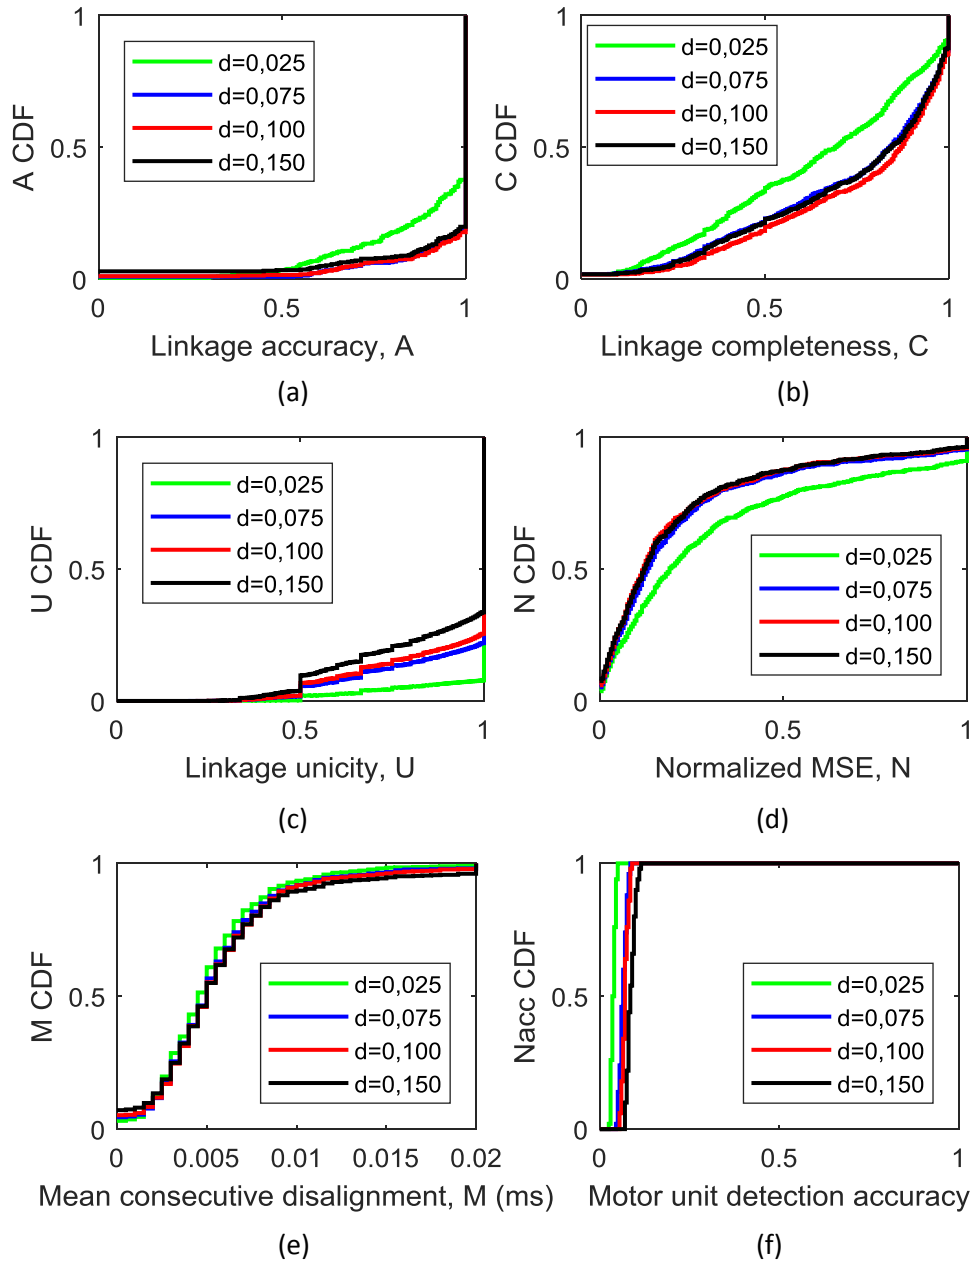 1
0.5
0
A CDF
d=0,025
d=0,075
d=0,100
d=0,150
0
0.5
1
Linkage accuracy, A
(a)
1
0.5
0
C CDF
d=0,025
d=0,075
d=0,100
d=0,150
0
0.5
1
Linkage completeness, C
(b)
1
0.5
0
U CDF
d=0,025
d=0,075
d=0,100
d=0,150
0
0.5
1
Linkage unicity, U
(c)
1
0.5
0
N CDF
d=0,025
d=0,075
d=0,100
d=0,150
0
0.5
1
Normalized MSE, N
(d)
1
0.5
0
M CDF
d=0,025
d=0,075
d=0,100
d=0,150
0
0.005
0.01
0.015
0.02
Mean consecutive disalignment, M (ms)
(e)
1
0.5
0
Nacc CDF
d=0,025
d=0,075
d=0,100
d=0,150
0
1
Motor unit detection accuracy
(f)